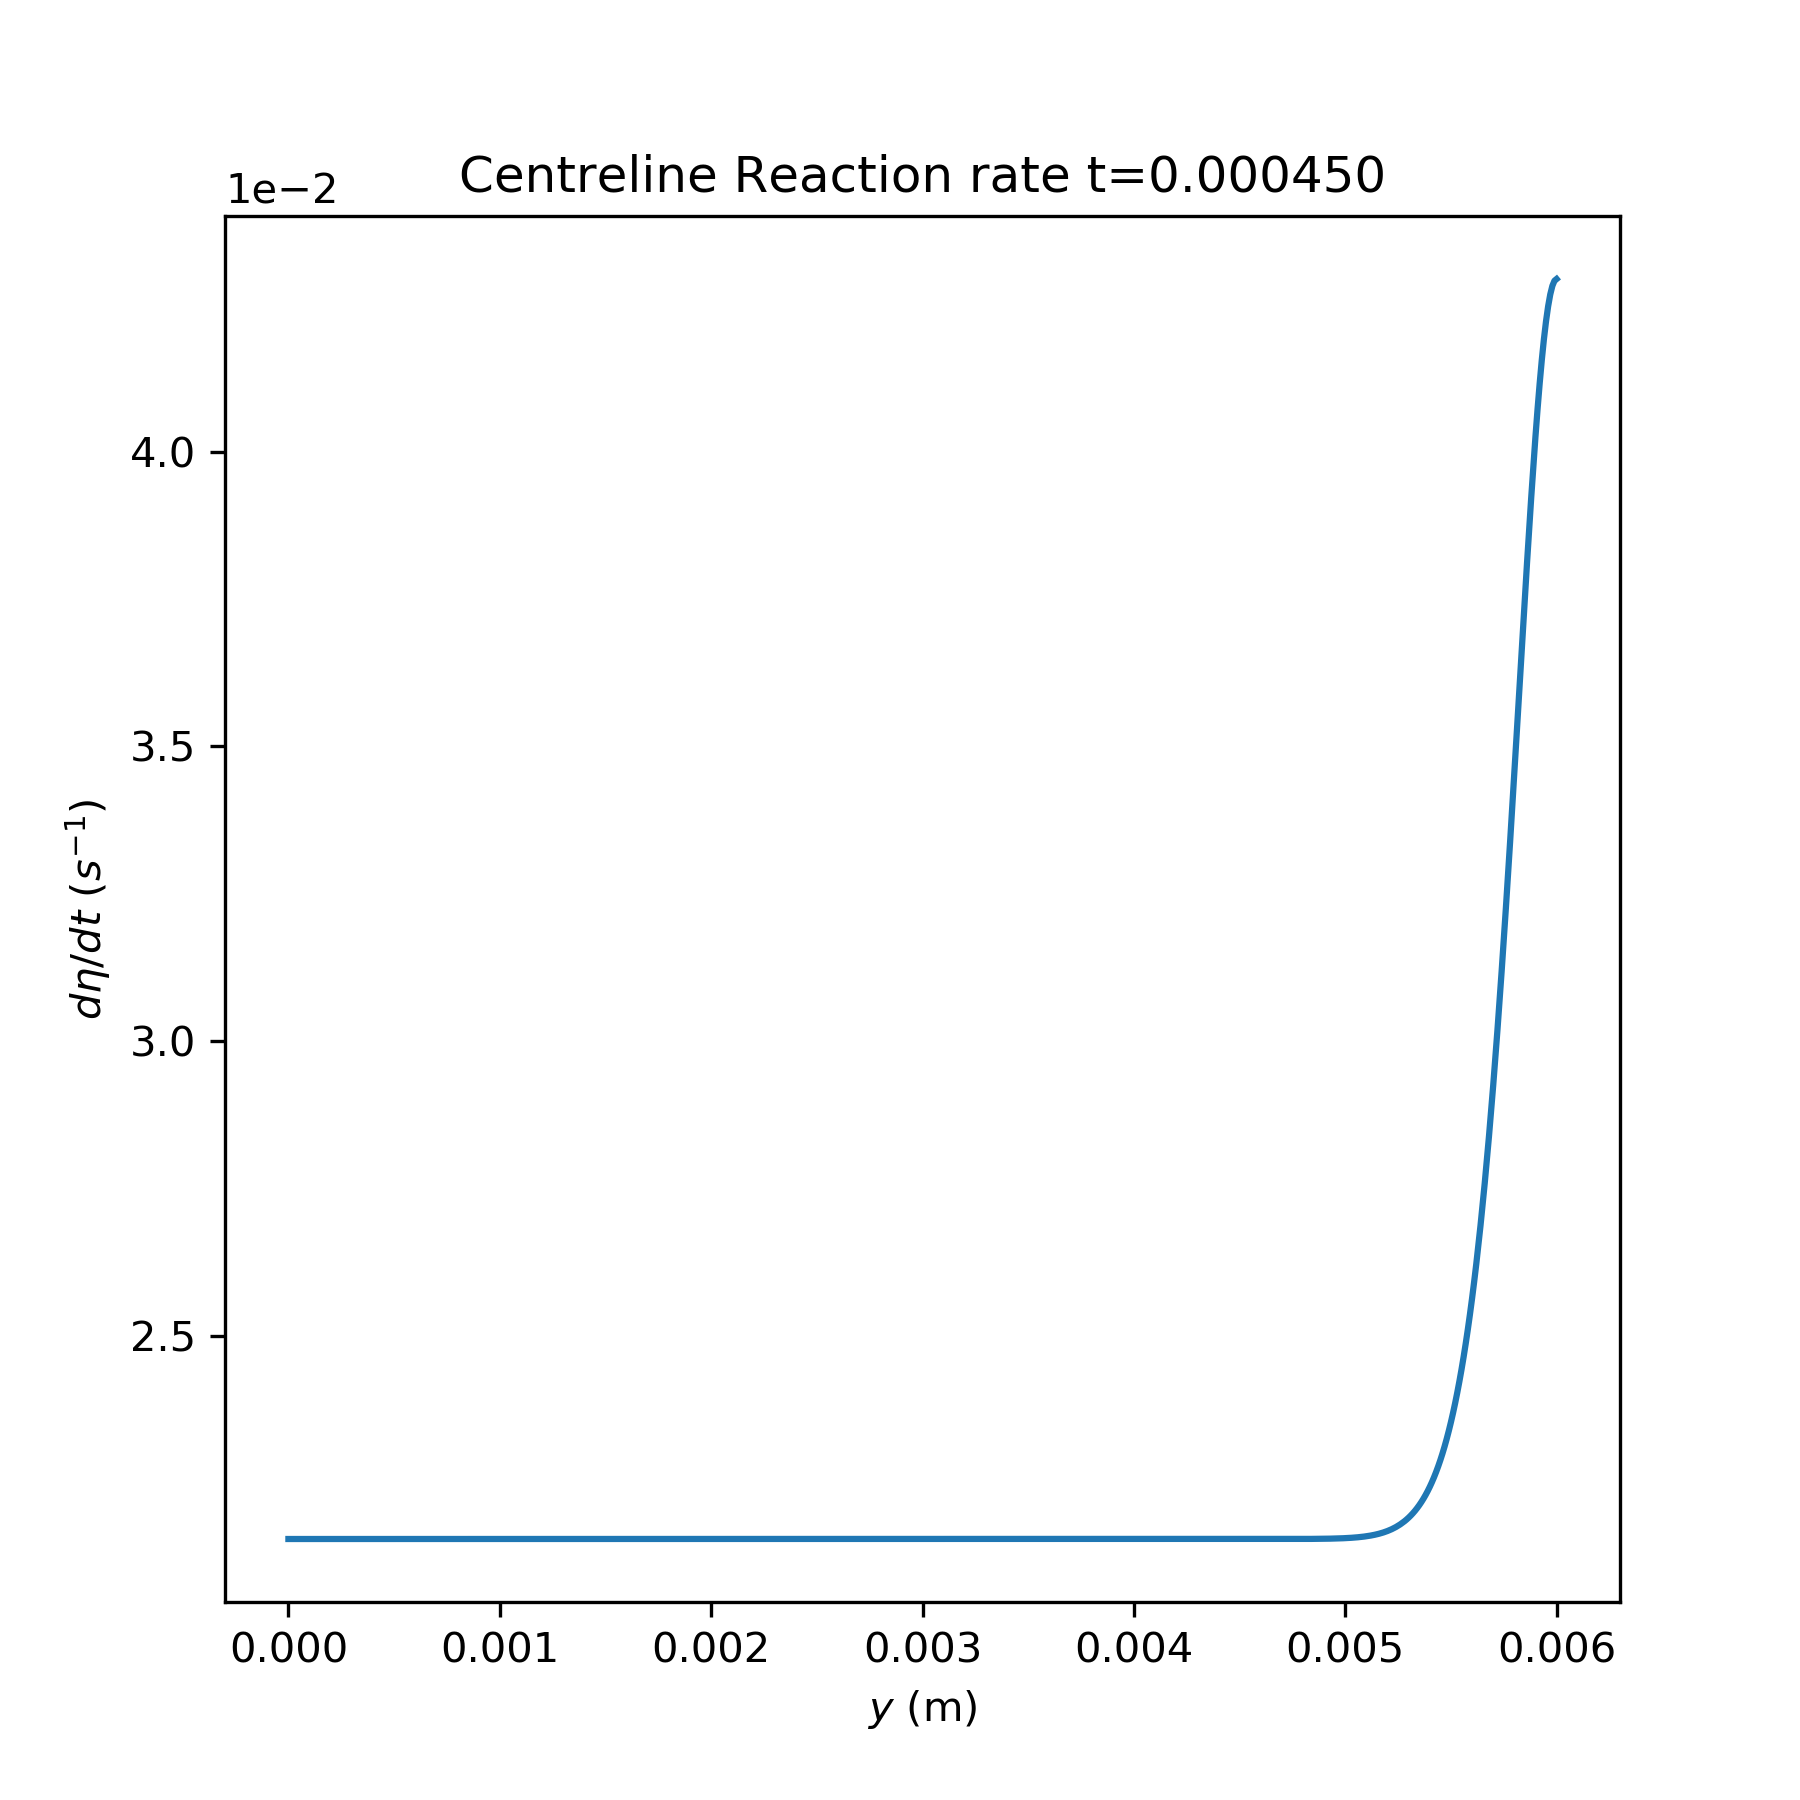 Centreline Reaction rate t=0.000450
1e−2
4.0
3.5
3.0
2.5
dη/dt (s⁻¹)
0.000 0.001 0.002 0.003 0.004 0.005 0.006
y (m)